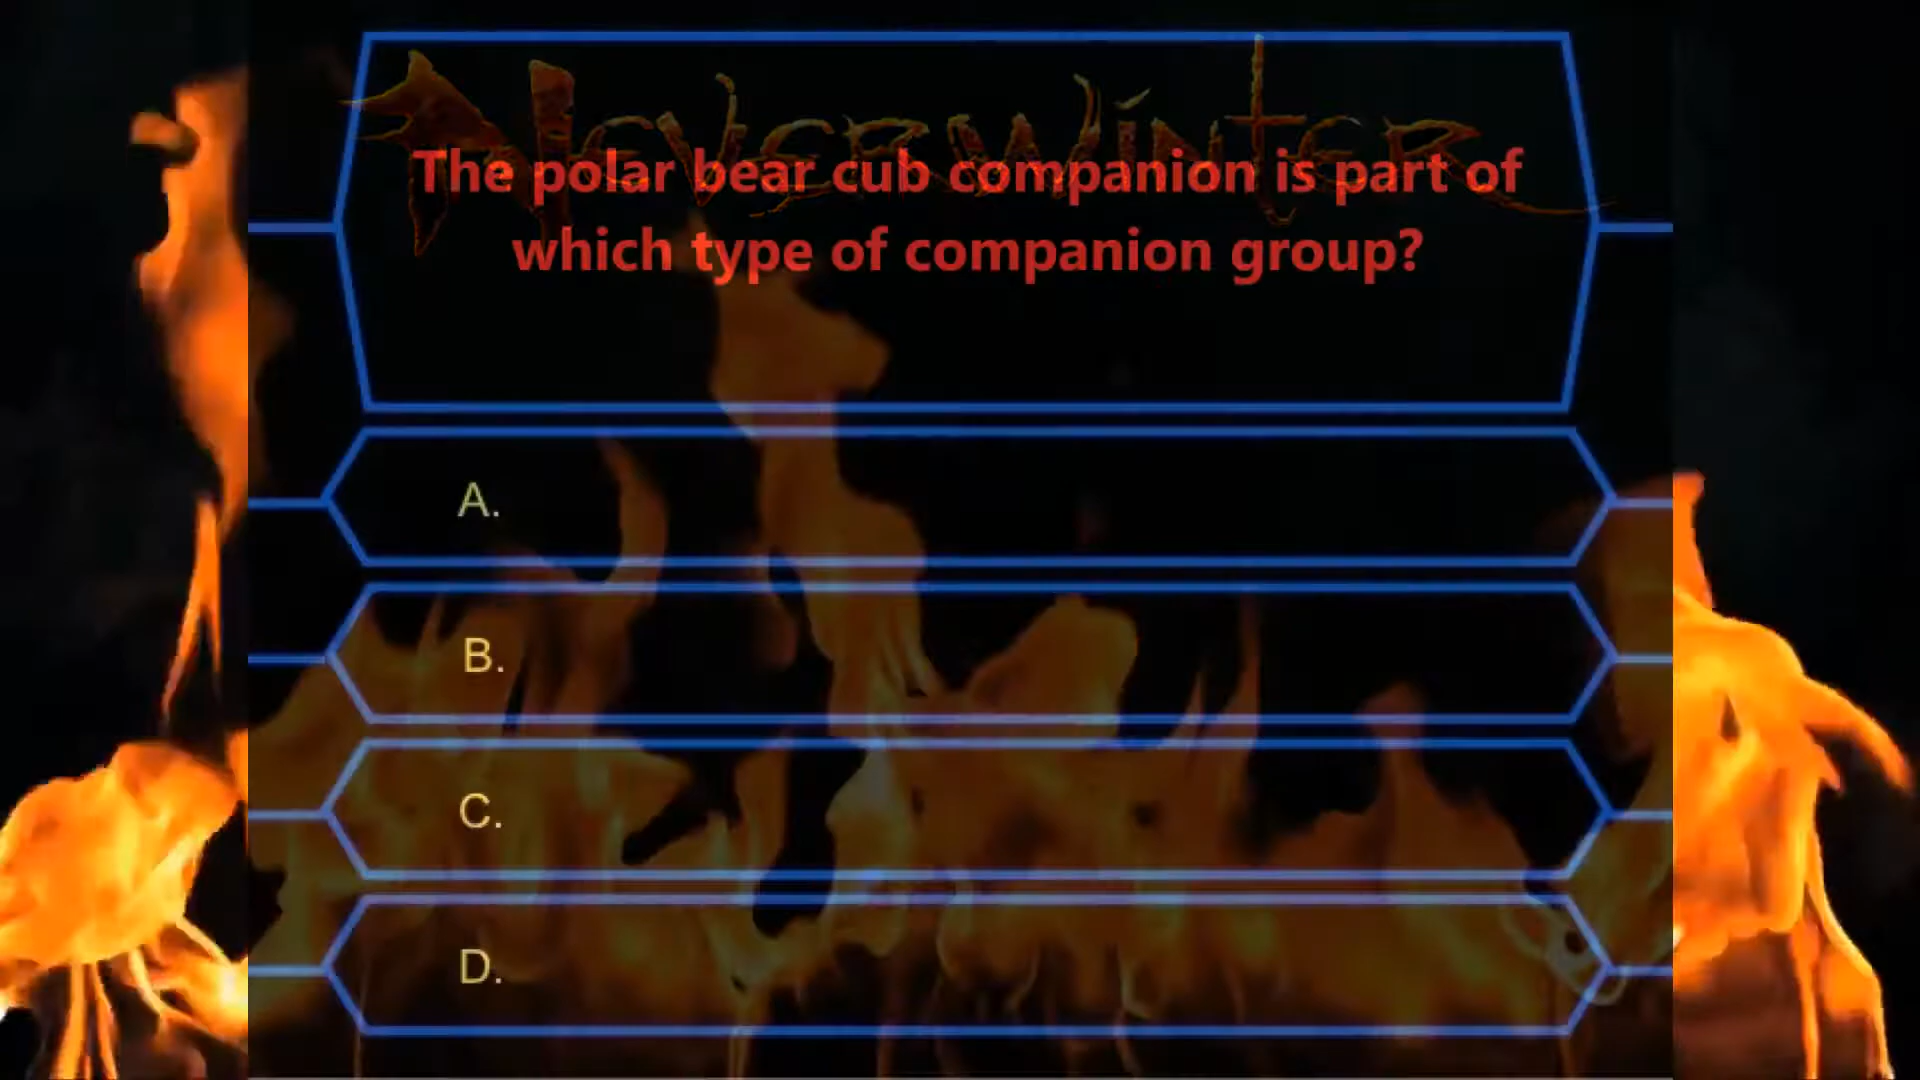 NEVERWINTER
The polar bear cub companion is part of
which type of companion group?
A.
B.
C.
D.